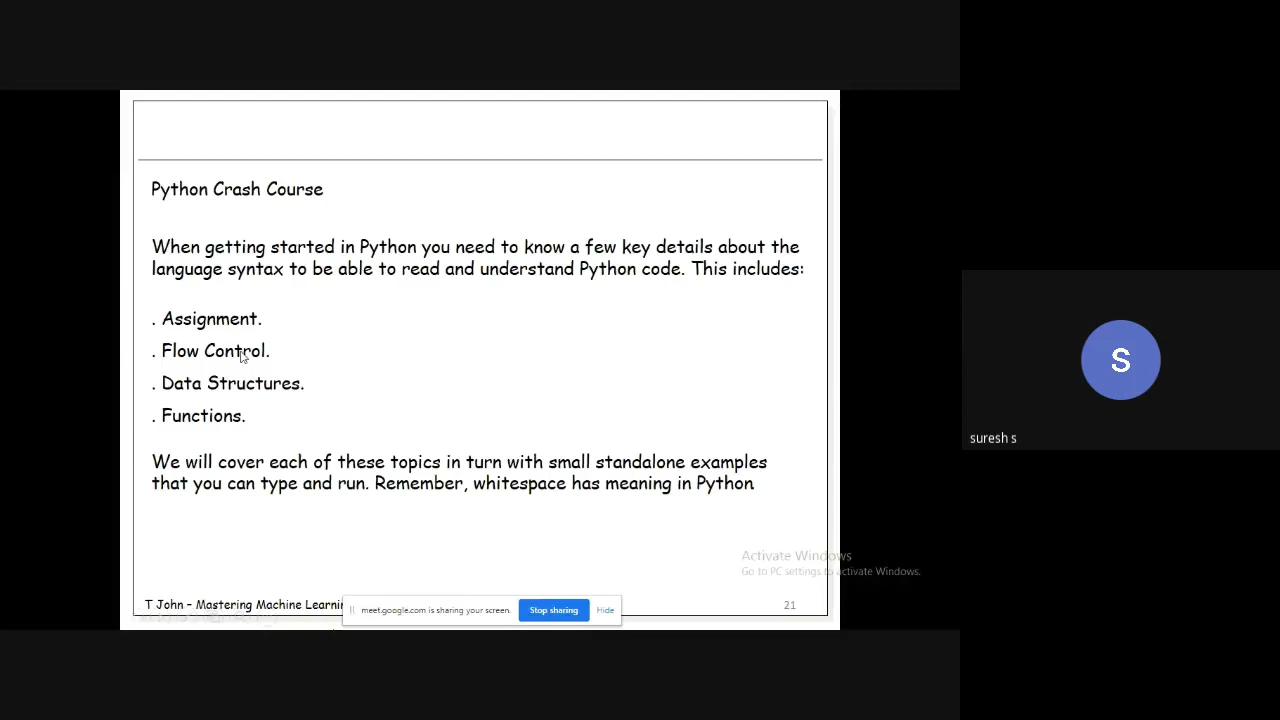 Python Crash Course
When getting started in Python you need to know a few key details about the
language syntax to be able to read and understand Python code. This includes:
. Assignment.
. Flow Control.
. Data Structures.
. Functions.
We will cover each of these topics in turn with small standalone examples
that you can type and run. Remember, whitespace has meaning in Python.
Activate Windows
Go to PC settings to activate Windows.
T John – Mastering Machine Learnin
meet.google.com is sharing your screen.
Stop sharing
Hide
21
S
suresh s